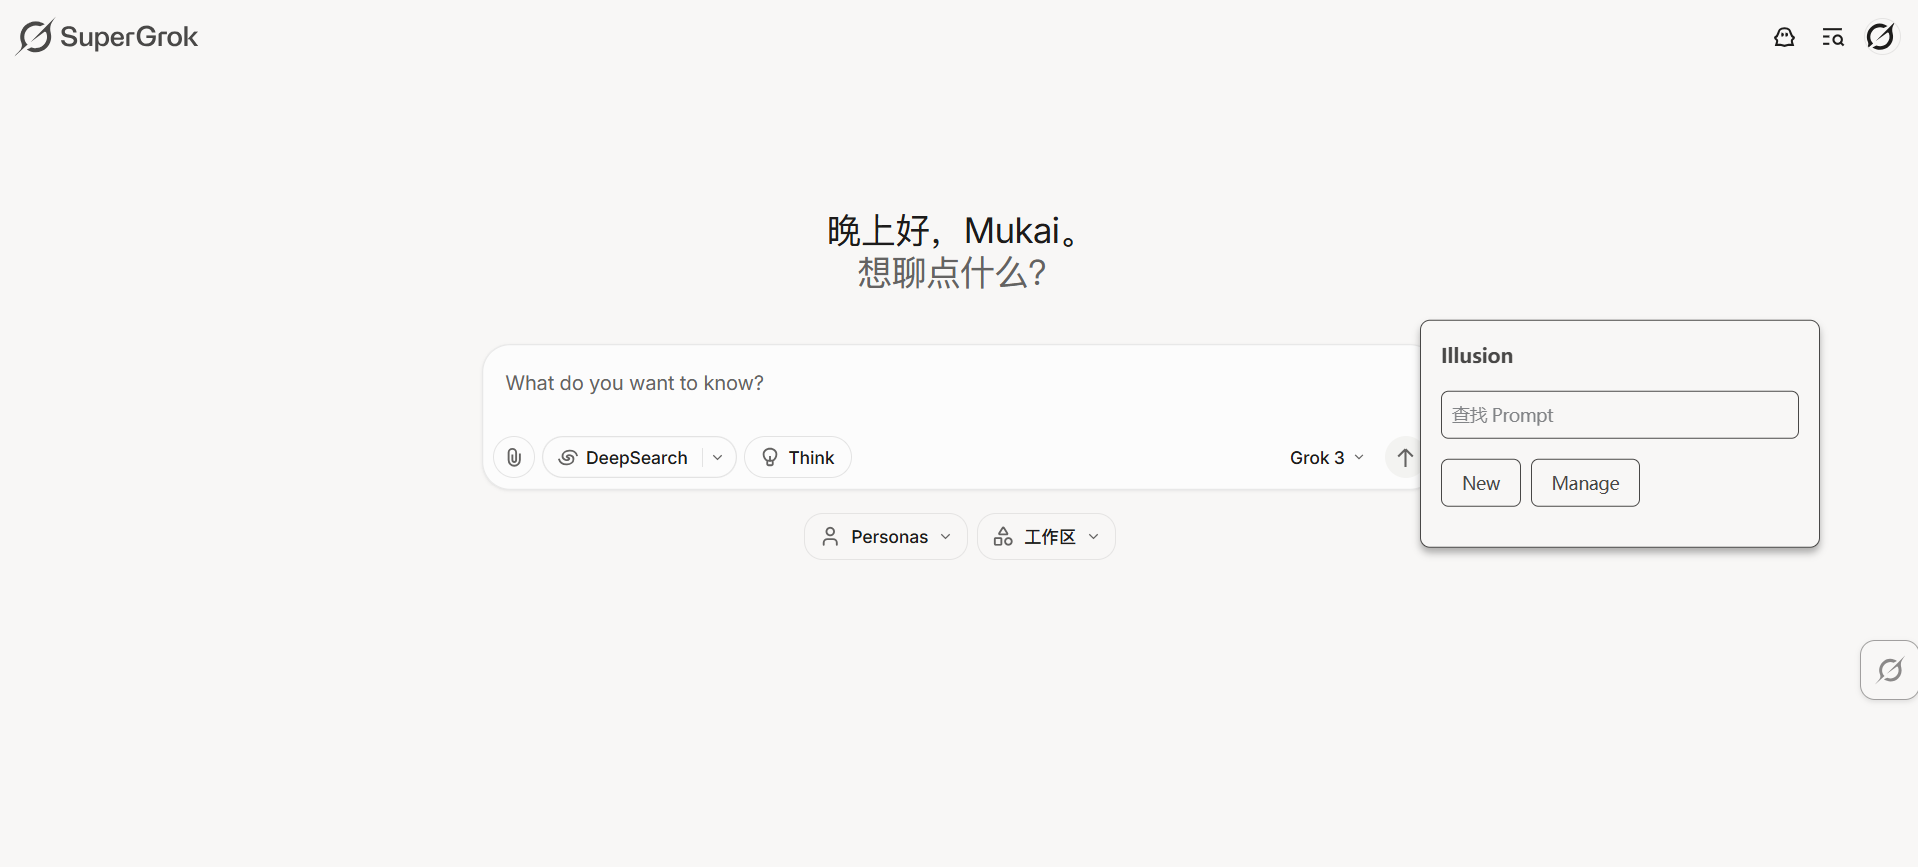 SuperGrok
晚上好，Mukai。
想聊点什么?
What do you want to know?
DeepSearch
Think
Grok 3
Personas
工作区
Illusion
查找 Prompt
New
Manage